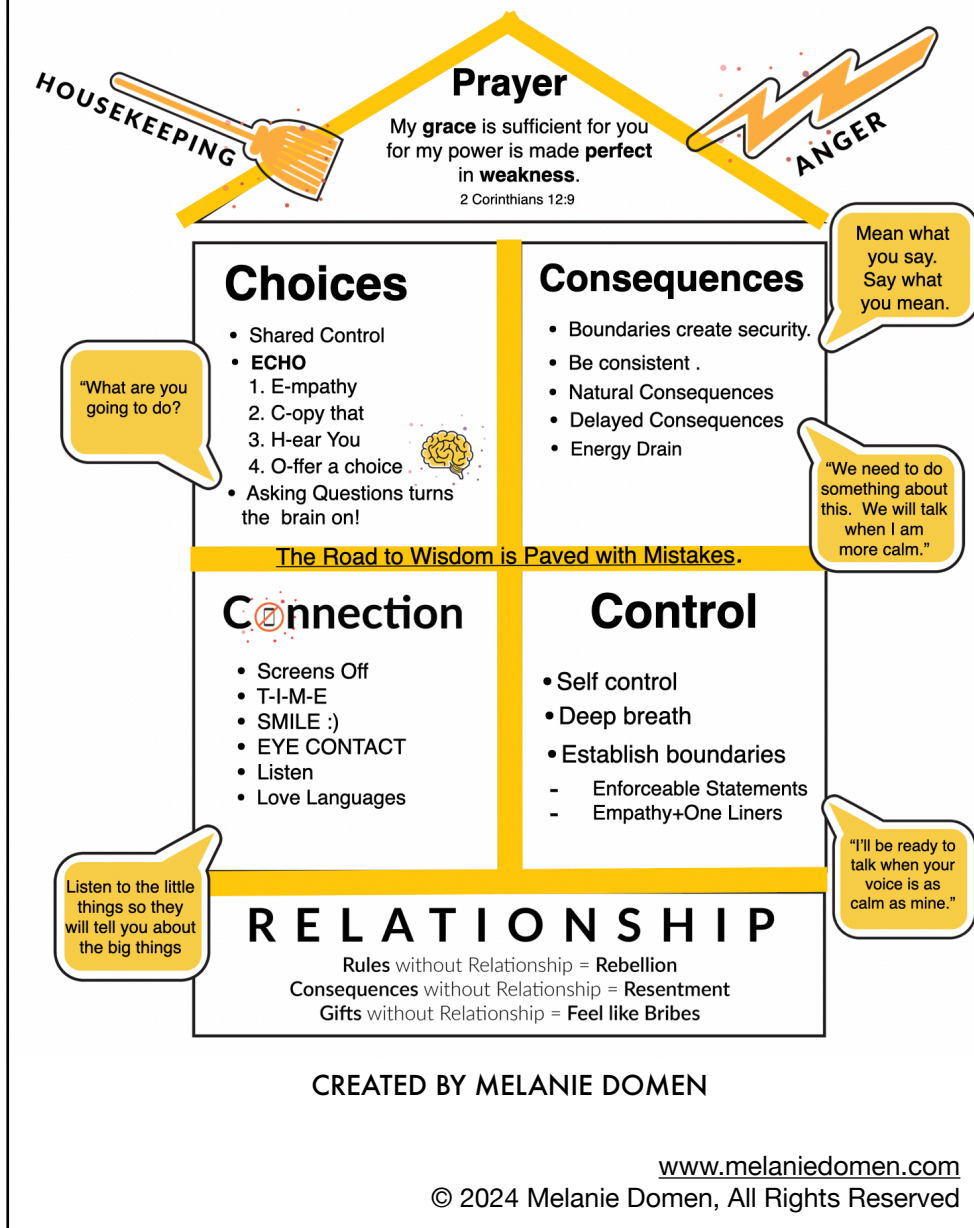 HOUSEKEEPING
ANGER
Prayer
My grace is sufficient for you
for my power is made perfect
in weakness.
2 Corinthians 12:9
Mean what
you say.
Say what
you mean.
Choices
• Shared Control
• ECHO
1. E-mpathy
2. C-opy that
3. H-ear You
4. O-ffer a choice
• Asking Questions turns
the brain on!
“What are you
going to do?
Consequences
• Boundaries create security.
• Be consistent .
• Natural Consequences
• Delayed Consequences
• Energy Drain
“We need to do
something about
this. We will talk
when I am
more calm.”
The Road to Wisdom is Paved with Mistakes.
Connection
• Screens Off
• T-I-M-E
• SMILE :)
• EYE CONTACT
• Listen
• Love Languages
Listen to the little
things so they
will tell you about
the big things
Control
• Self control
• Deep breath
• Establish boundaries
- Enforceable Statements
- Empathy+One Liners
“I’ll be ready to
talk when your
voice is as
calm as mine.”
RELATIONSHIP
Rules without Relationship = Rebellion
Consequences without Relationship = Resentment
Gifts without Relationship = Feel like Bribes
CREATED BY MELANIE DOMEN
www.melaniedomen.com
© 2024 Melanie Domen, All Rights Reserved